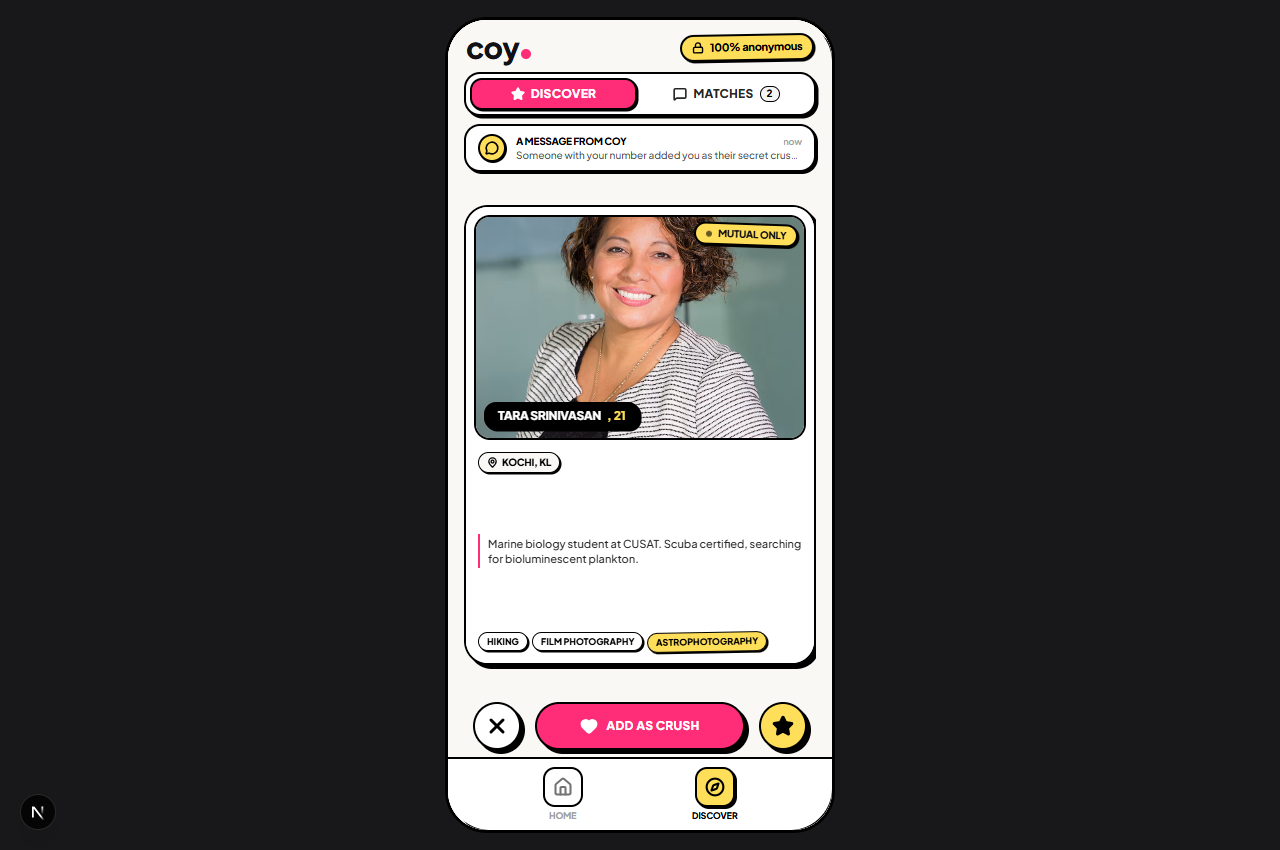 coy.
100% anonymous
DISCOVER
MATCHES 2
A MESSAGE FROM COY
now
Someone with your number added you as their secret crus...
MUTUAL ONLY
TARA SRINIVASAN , 21
KOCHI, KL
Marine biology student at CUSAT. Scuba certified, searching
for bioluminescent plankton.
HIKING
FILM PHOTOGRAPHY
ASTROPHOTOGRAPHY
ADD AS CRUSH
HOME
DISCOVER
N